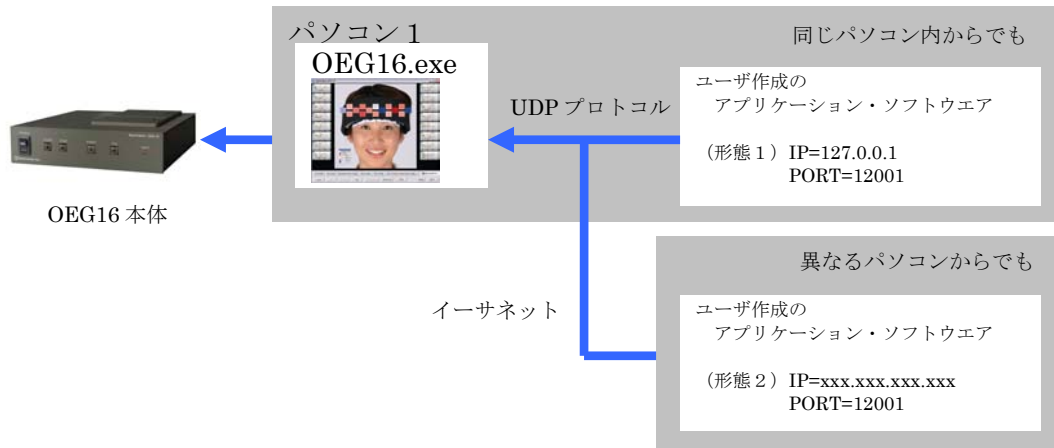 パソコン１
OEG16.exe
同じパソコン内からでも
UDP プロトコル
ユーザ作成の
アプリケーション・ソフトウエア
（形態１）IP=127.0.0.1
PORT=12001
OEG16 本体
異なるパソコンからでも
イーサネット
ユーザ作成の
アプリケーション・ソフトウエア
（形態２）IP=xxx.xxx.xxx.xxx
PORT=12001